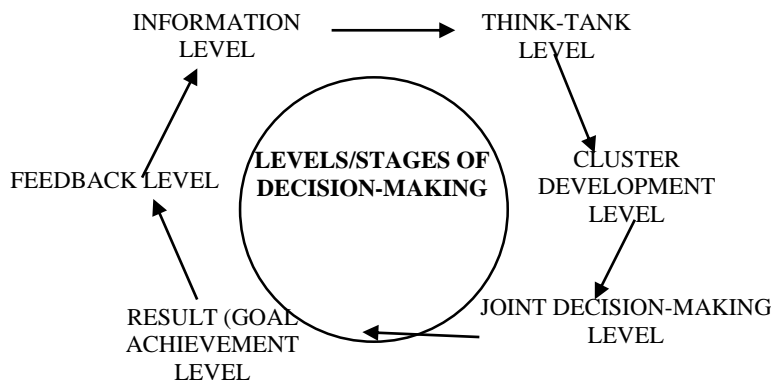 INFORMATION
LEVEL
THINK-TANK
LEVEL
LEVELS/STAGES OF
DECISION-MAKING
CLUSTER
DEVELOPMENT
LEVEL
FEEDBACK LEVEL
JOINT DECISION-MAKING
LEVEL
RESULT (GOAL
ACHIEVEMENT
LEVEL